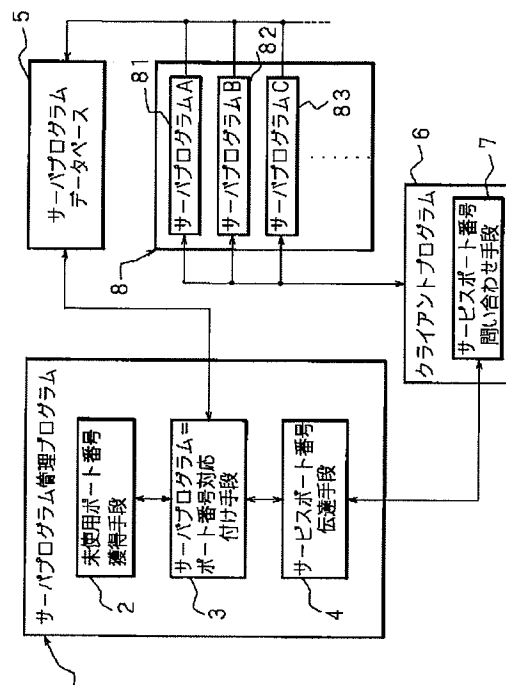 サーバプログラム管理プログラム
未使用ポート番号
獲得手段
2
サーバプログラム＝
ポート番号対応
付け手段
3
サービスポート番号
伝達手段
4
サーバプログラム
データベース
5
8
サーバプログラムA
81
サーバプログラムB
82
サーバプログラムC
83
クライアントプログラム
6
サービスポート番号
問い合わせ手段
7